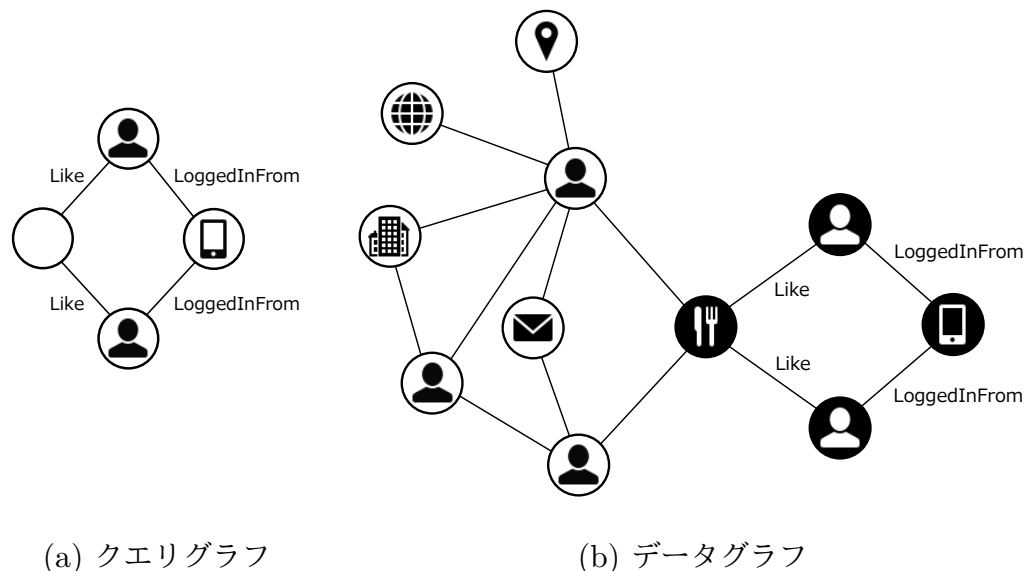 Like
LoggedInFrom
Like
LoggedInFrom
LoggedInFrom
Like
Like
LoggedInFrom
(a) クエリグラフ
(b) データグラフ